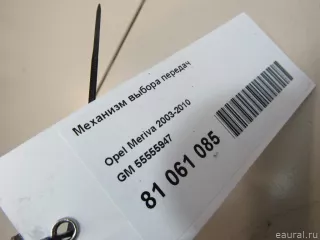 Механизм выбора передач
Opel Meriva 2003-2010
GM 55555947
81 061 085
eaural.ru